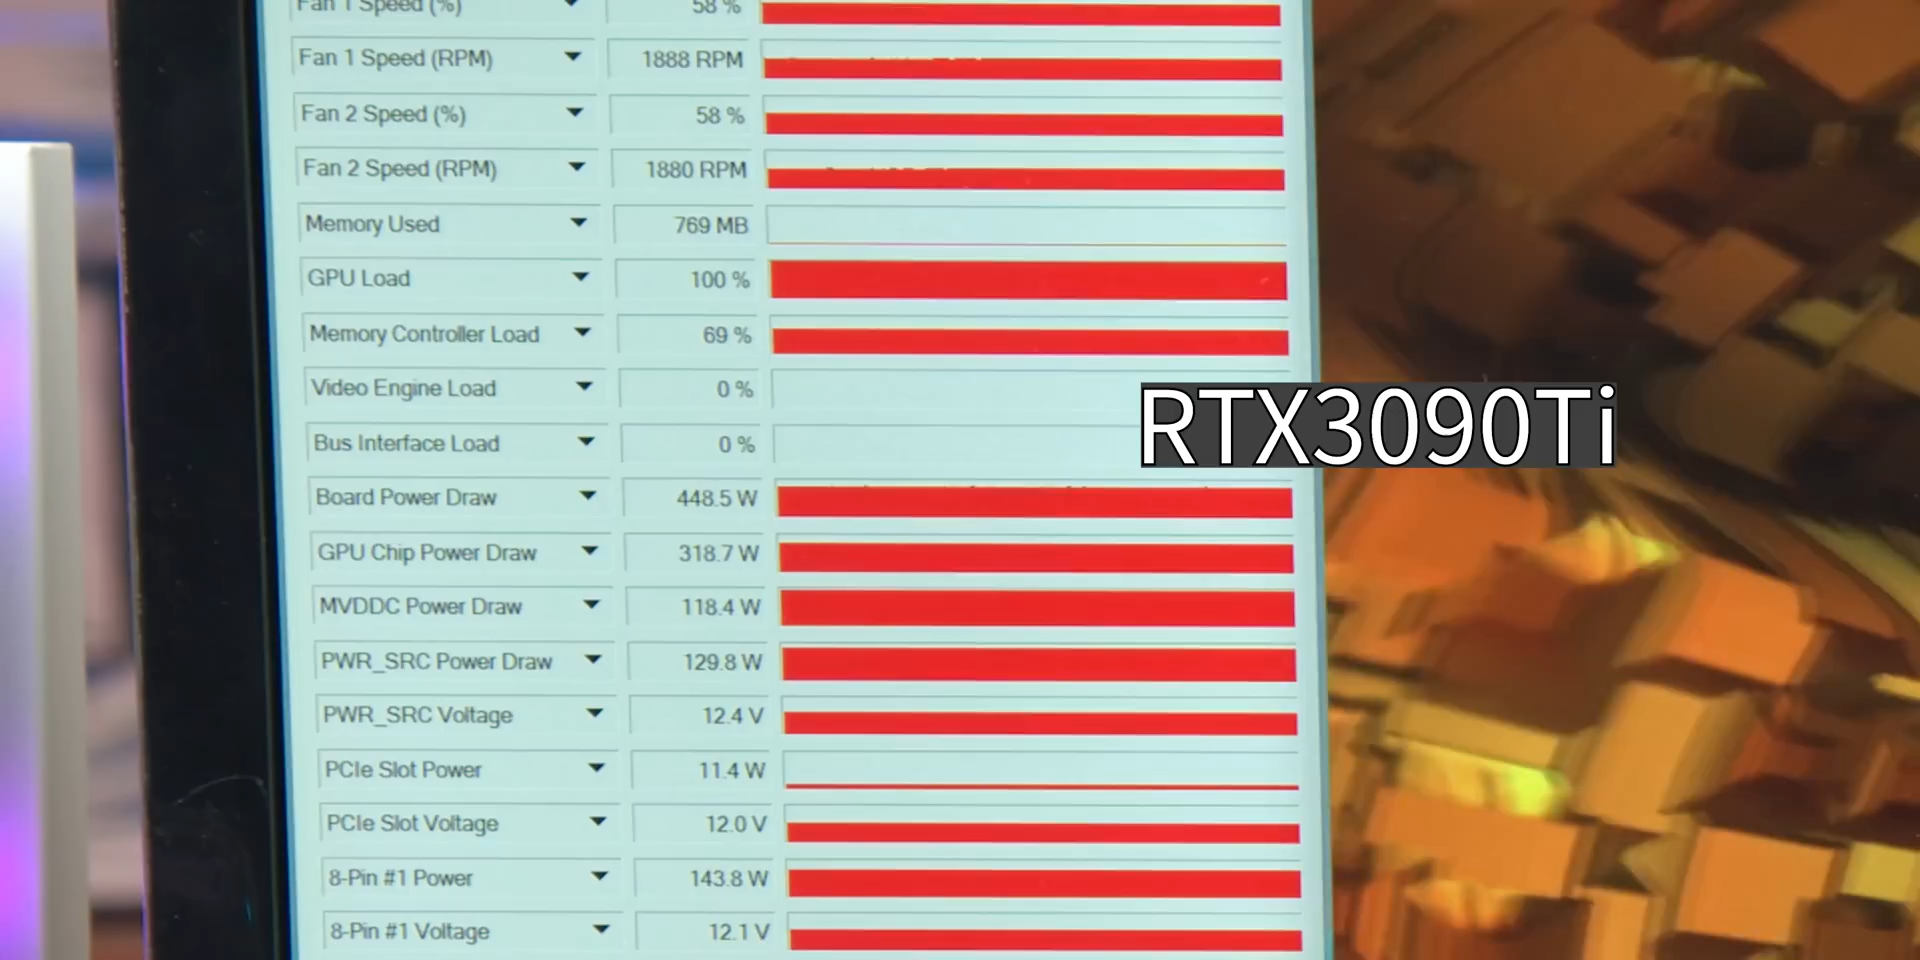 Fan 1 Speed (%) 58 %
Fan 1 Speed (RPM) 1888 RPM
Fan 2 Speed (%) 58 %
Fan 2 Speed (RPM) 1880 RPM
Memory Used 769 MB
GPU Load 100 %
Memory Controller Load 69 %
Video Engine Load 0 %
RTX3090Ti
Bus Interface Load 0 %
Board Power Draw 448.5 W
GPU Chip Power Draw 318.7 W
MVDDC Power Draw 118.4 W
PWR_SRC Power Draw 129.8 W
PWR_SRC Voltage 12.4 V
PCIe Slot Power 11.4 W
PCIe Slot Voltage 12.0 V
8-Pin #1 Power 143.8 W
8-Pin #1 Voltage 12.1 V